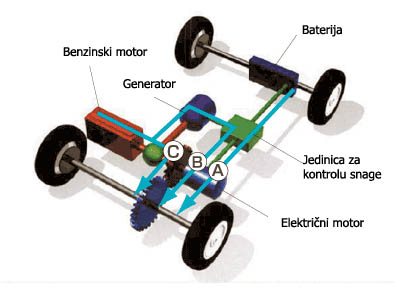 Baterija
Benzinski motor
Generator
C
B
A
Jedinica za
kontrolu snage
Električni motor